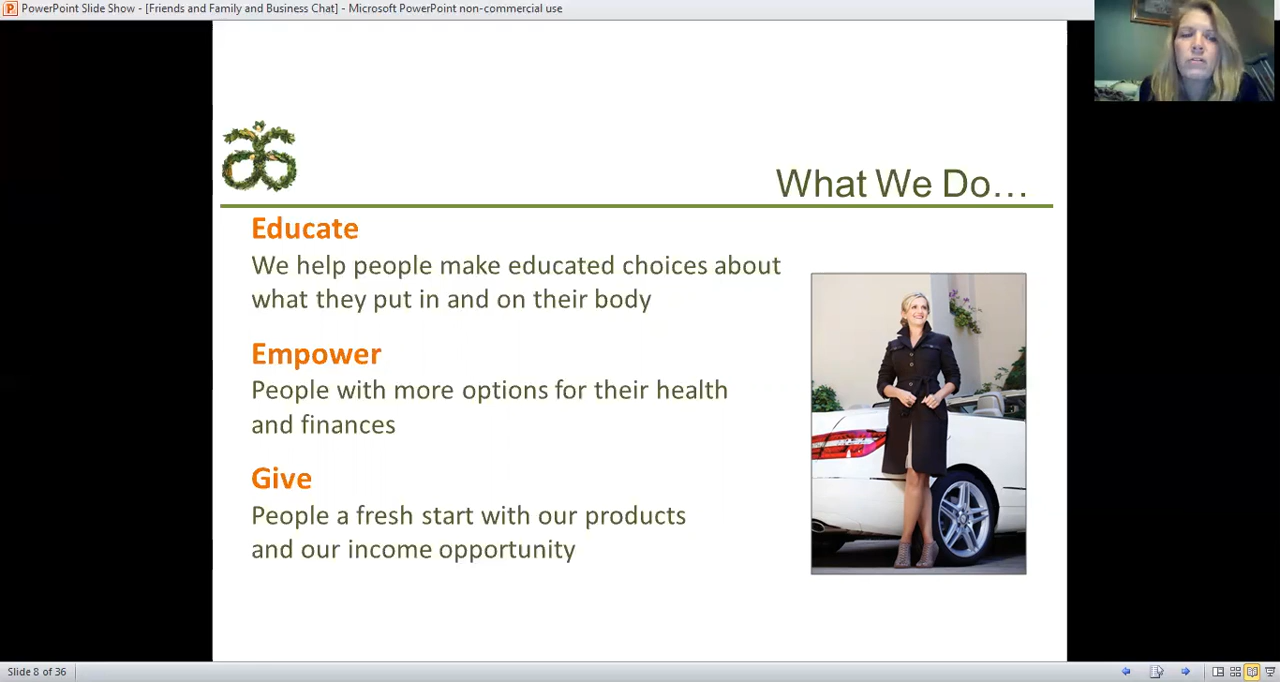 PowerPoint Slide Show - [Friends and Family and Business Chat] - Microsoft PowerPoint non-commercial use
What We Do…
Educate
We help people make educated choices about
what they put in and on their body
Empower
People with more options for their health
and finances
Give
People a fresh start with our products
and our income opportunity
Slide 8 of 36